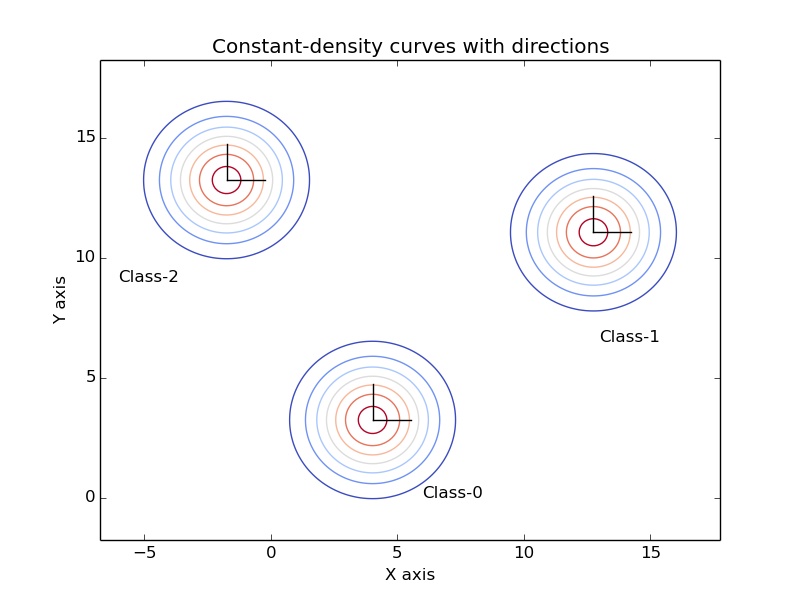 Constant-density curves with directions
15
10
5
0
Y axis
Class-2
Class-1
Class-0
−5
0
5
10
15
X axis